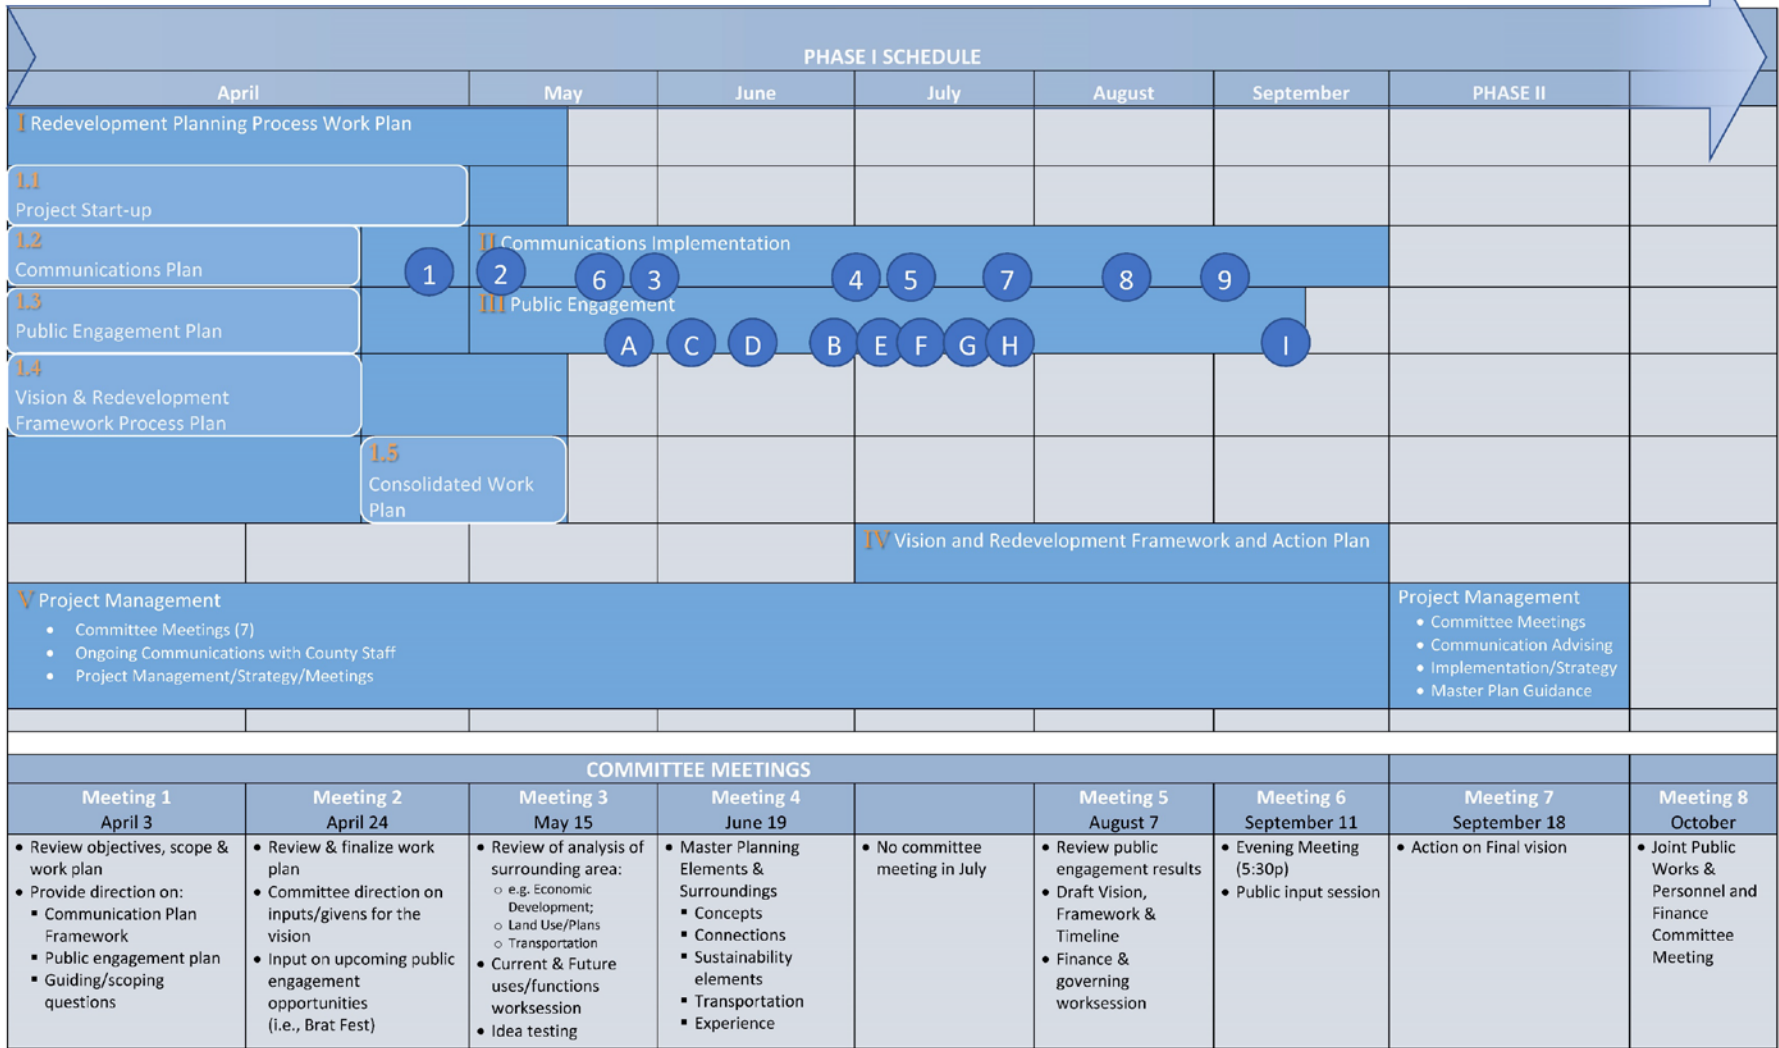 PHASE I SCHEDULE
April
May
June
July
August
September
PHASE II
I Redevelopment Planning Process Work Plan
1.1
Project Start-up
1.2
Communications Plan
II Communications Implementation
1
2
6
3
4
5
7
8
9
1.3
Public Engagement Plan
III Public Engagement
A
C
D
B
E
F
G
H
I
1.4
Vision & Redevelopment
Framework Process Plan
1.5
Consolidated Work
Plan
IV Vision and Redevelopment Framework and Action Plan
V Project Management
• Committee Meetings (7)
• Ongoing Communications with County Staff
• Project Management/Strategy/Meetings
Project Management
• Committee Meetings
• Communication Advising
• Implementation/Strategy
• Master Plan Guidance
COMMITTEE MEETINGS
Meeting 1
April 3
• Review objectives, scope &
work plan
• Provide direction on:
▪ Communication Plan
Framework
▪ Public engagement plan
▪ Guiding/scoping
questions
Meeting 2
April 24
• Review & finalize work
plan
• Committee direction on
inputs/givens for the
vision
• Input on upcoming public
engagement
opportunities
(i.e., Brat Fest)
Meeting 3
May 15
• Review of analysis of
surrounding area:
o e.g. Economic
Development;
o Land Use/Plans
o Transportation
• Current & Future
uses/functions
worksession
• Idea testing
Meeting 4
June 19
• Master Planning
Elements &
Surroundings
▪ Concepts
▪ Connections
▪ Sustainability
elements
▪ Transportation
▪ Experience
• No committee
meeting in July
Meeting 5
August 7
• Review public
engagement results
• Draft Vision,
Framework &
Timeline
• Finance &
governing
worksession
Meeting 6
September 11
• Evening Meeting
(5:30p)
• Public input session
Meeting 7
September 18
• Action on Final vision
Meeting 8
October
• Joint Public
Works &
Personnel and
Finance
Committee
Meeting